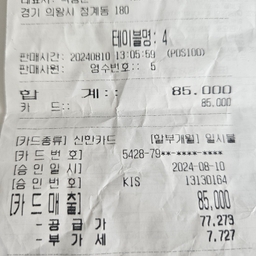 경기 의왕시 청계동 180
테이블명: 4
판매시간: 20240810 13:05:59 (POS100)
판매사원: 영수번호:: 5
합 계:: 85,000
카 드:: 85,000
[카드종류] 신한카드 [할부개월] 일시불
[카 드 번 호] 5428-79
[승 인 일 시] 2024-08-10
[승 인 번 호] KIS 13130164
[카 드 매 출] 85,000
- 공 급 가 77,273
- 부 가 세 7,727